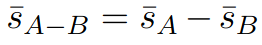 s̄_{A−B} = s̄_A − s̄_B